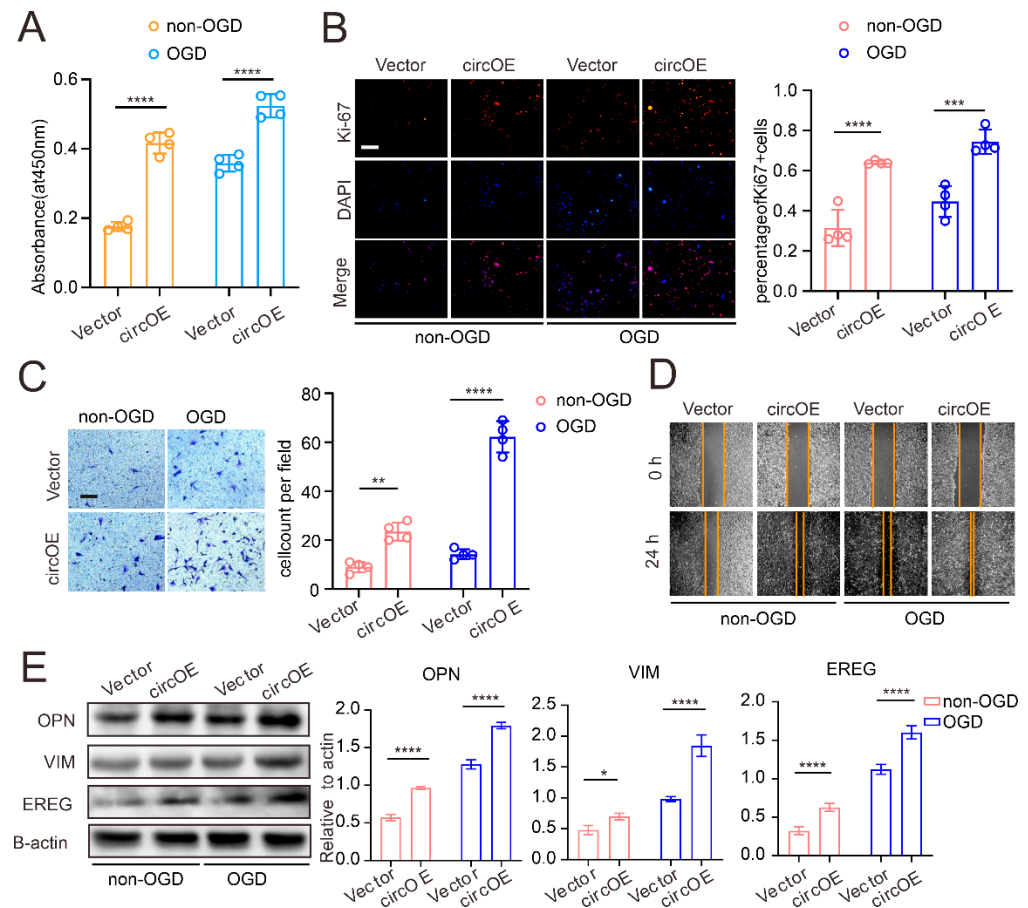 A
non-OGD
OGD
Absorbance(at450nm)
0.6
0.4
0.2
0.0
****
****
Vector
circOE
Vector
circOE
B
Vector
circOE
Vector
circOE
Ki-67
DAPI
Merge
non-OGD
OGD
non-OGD
OGD
percentageofKi67+cells
1.0
0.8
0.6
0.4
0.2
0.0
****
***
Vector
circOE
Vector
circO E
C
non-OGD
OGD
Vector
circOE
cellcount per field
80
60
40
20
0
**
****
non-OGD
OGD
Vector
circOE
Vector
circO E
D
Vector
circOE
Vector
circOE
0 h
24 h
non-OGD
OGD
E
Vector
circOE
Vector
circOE
OPN
VIM
EREG
B-actin
non-OGD
OGD
OPN
Relative to actin
2.0
1.5
1.0
0.5
0.0
****
****
Vector
circO E
Vector
circOE
VIM
2.5
2.0
1.5
1.0
0.5
0.0
*
****
Vector
circOE
Vector
circOE
EREG
2.0
1.5
1.0
0.5
0.0
****
****
non-OGD
OGD
Vector
circOE
Vector
circOE